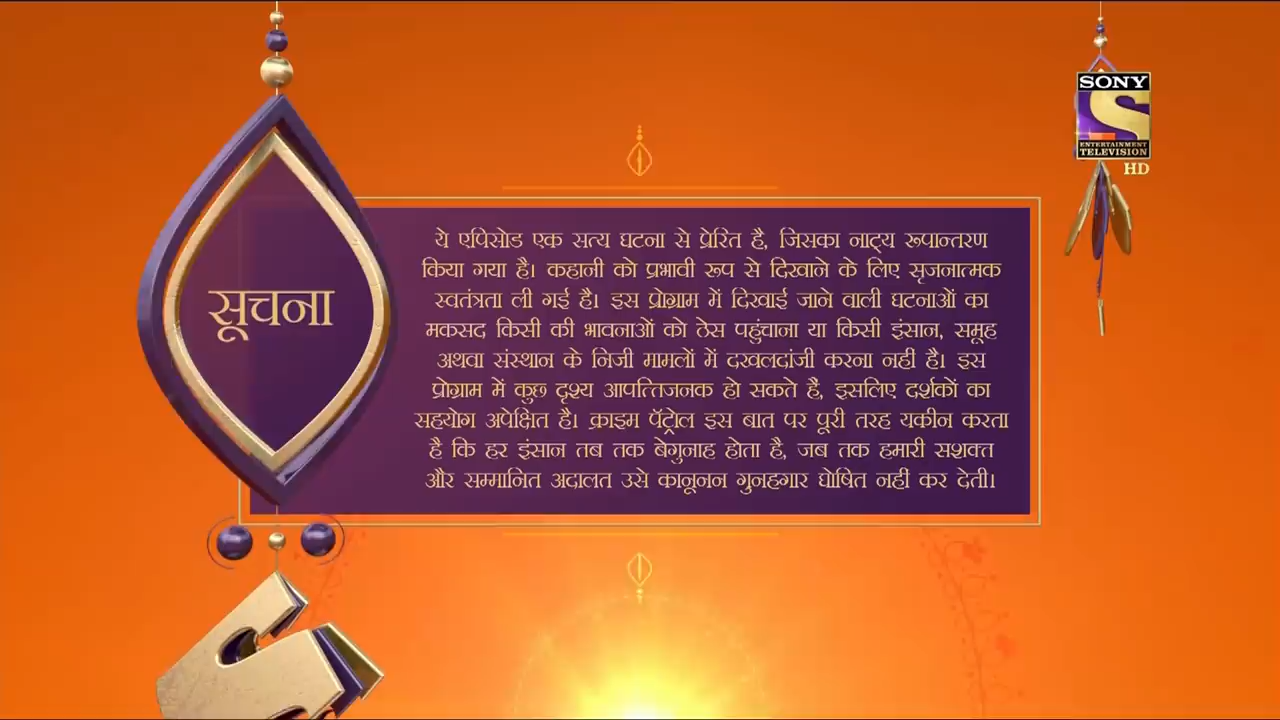 सूचना
ये एपिसोड एक सत्य घटना से प्रेरित है, जिसका नाट्य रूपान्तरण
किया गया है। कहानी को प्रभावी रूप से दिखाने के लिए सृजनात्मक
स्वतंत्रता ली गई है। इस प्रोग्राम में दिखाई जाने वाली घटनाओं का
मकसद किसी की भावनाओं को ठेस पहुंचाना या किसी इंसान, समूह
अथवा संस्थान के निजी मामलों में दखलदांजी करना नहीं है। इस
प्रोग्राम में कुछ दृश्य आपत्तिजनक हो सकते हैं, इसलिए दर्शकों का
सहयोग अपेक्षित है। क्राइम पॅट्रोल इस बात पर पूरी तरह यकीन करता
है कि हर इंसान तब तक बेगुनाह होता है, जब तक हमारी सशक्त
और सम्मानित अदालत उसे कानूनन गुनहगार घोषित नहीं कर देती।
SONY
ENTERTAINMENT
TELEVISION
HD